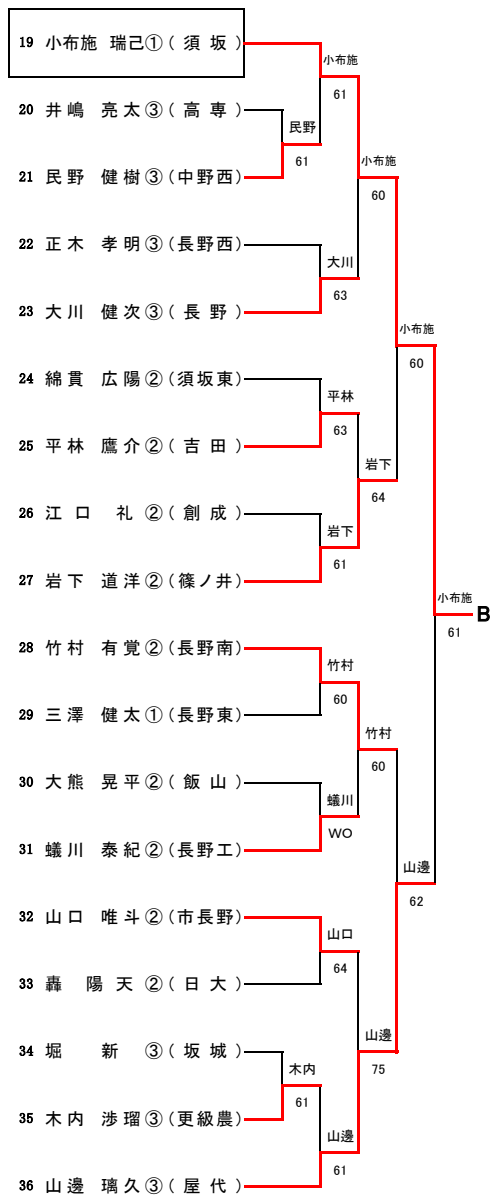 19 小布施 瑞己①(須坂)
小布施
61
20 井嶋 亮太③(高専)
民野
61
21 民野 健樹③(中野西)
小布施
60
22 正木 孝明③(長野西)
大川
63
23 大川 健次③(長野)
小布施
60
24 綿貫 広陽②(須坂東)
平林
63
25 平林 鷹介②(吉田)
岩下
64
26 江口 礼②(創成)
岩下
61
27 岩下 道洋②(篠ノ井)
小布施
61
B
28 竹村 有覚②(長野南)
竹村
60
29 三澤 健太①(長野東)
竹村
60
30 大熊 晃平②(飯山)
蟻川
WO
31 蟻川 泰紀②(長野工)
山邊
62
32 山口 唯斗②(市長野)
山口
64
33 轟 陽天②(日大)
山邊
75
34 堀 新③(坂城)
木内
61
35 木内 渉瑠③(更級農)
山邊
61
36 山邊 璃久③(屋代)